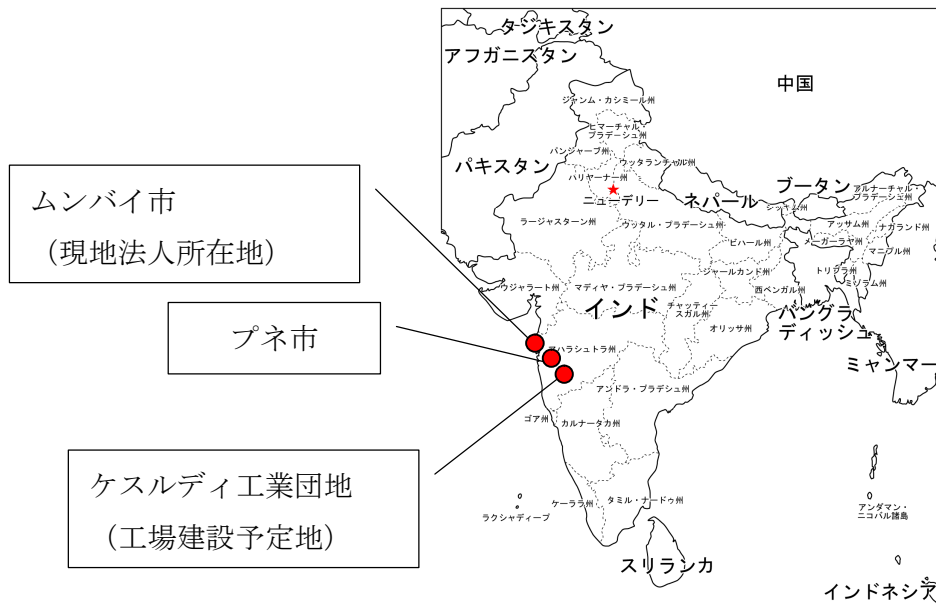 タジキスタン
アフガニスタン
中国
ジャンム・カシミール州
ヒマーチャル・
プラデーシュ州
パンジャーブ州
ウッタランチャル州
パキスタン
ハリヤーナー州
ニューデリー
ネパール
ブータン
シッキム州
アルナーチャル・
プラデーシュ州
ムンバイ市
(現地法人所在地)
ラージャスターン州
ウッタル・プラデーシュ州
アッサム州
ナガランド州
ビハール州
メーガーラヤ州
マニプル州
ジャールカンド州
トリプラ州
ミゾラム州
ウジャラート州
マディヤ・プラデーシュ州
西ベンガル州
インド
チャッティー
スガル州
オリッサ州
バングラ
ディッシュ
プネ市
マハラシュトラ州
ミャンマー
アンドラ・プラデシュ州
ゴア州
カルナータカ州
ケスルディ工業団地
(工場建設予定地)
ケーララ州
タミル・ナードゥ州
ラクシャディープ
アンダマン・
ニコバル諸島
スリランカ
インドネシア